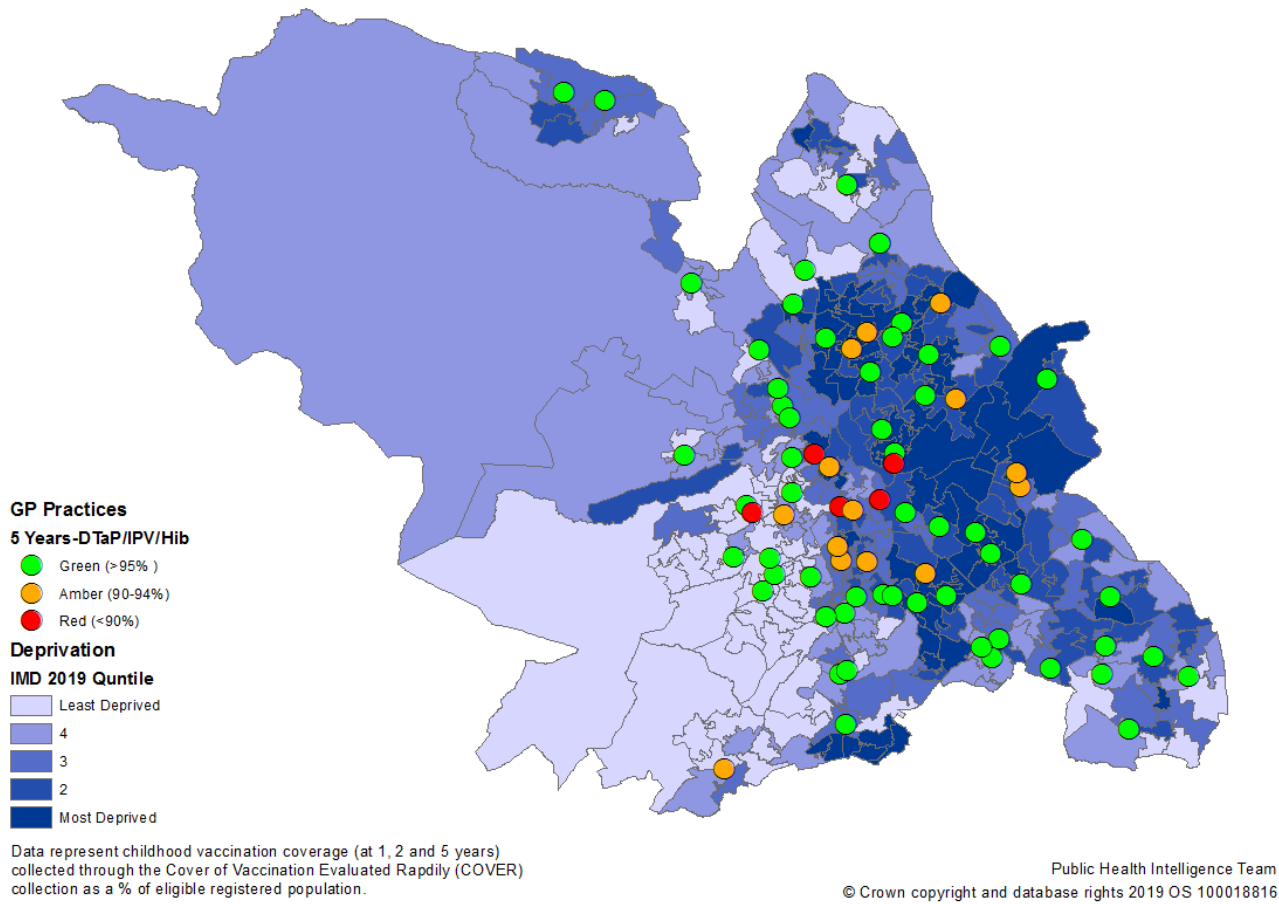 GP Practices
5 Years-DTaP/IPV/Hib
Green (>95% )
Amber (90-94%)
Red (<90%)
Deprivation
IMD 2019 Quntile
Least Deprived
4
3
2
Most Deprived
Data represent childhood vaccination coverage (at 1, 2 and 5 years)
collected through the Cover of Vaccination Evaluated Rapdily (COVER)
collection as a % of eligible registered population.
Public Health Intelligence Team
© Crown copyright and database rights 2019 OS 100018816